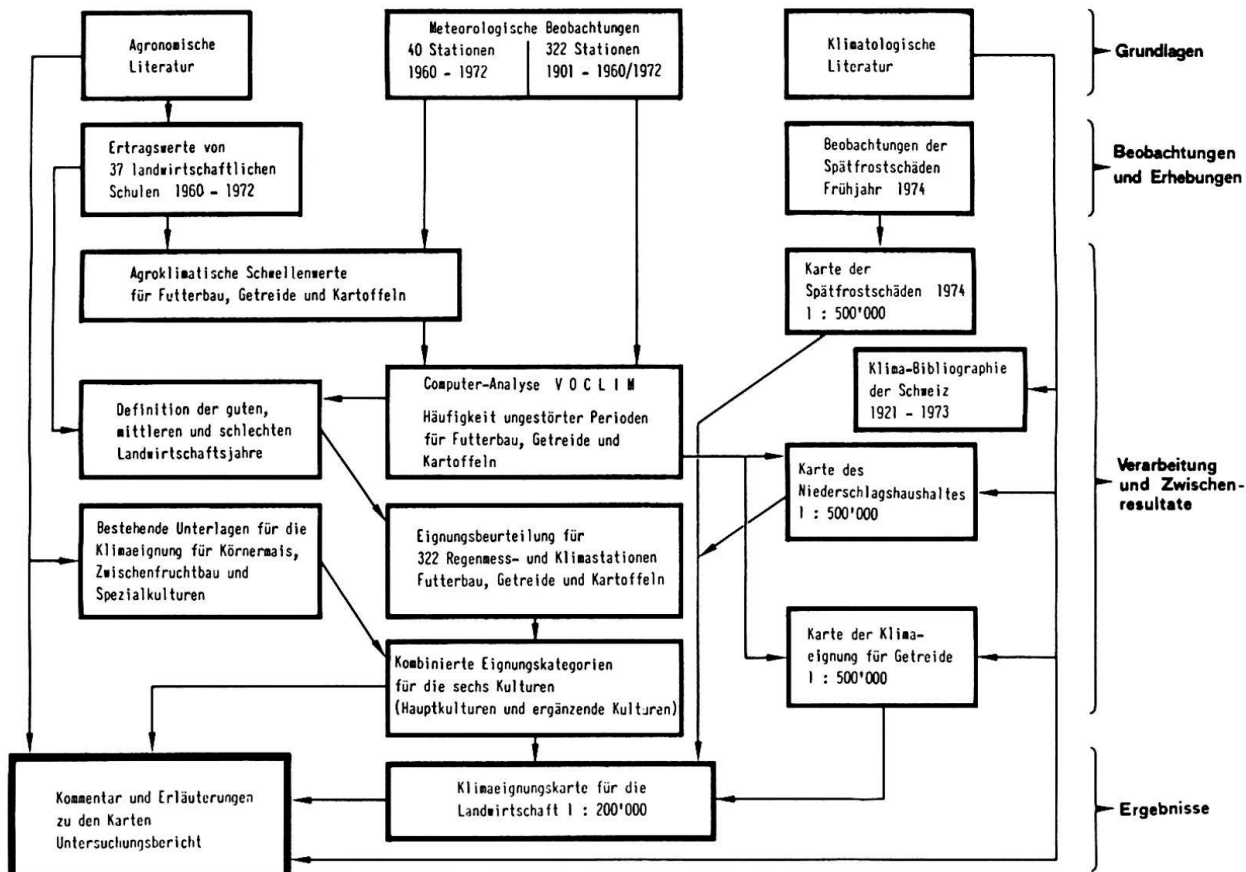 Agronomische
Literatur
Meteorologische Beobachtungen
40 Stationen
1960 - 1972
322 Stationen
1901 - 1960/1972
Klimatologische
Literatur
Grundlagen
Ertragswerte von
37 landwirtschaftlichen
Schulen 1960 - 1972
Beobachtungen der
Spätfrostschäden
Frühjahr 1974
Beobachtungen
und Erhebungen
Agroklimatische Schwellenwerte
für Futterbau, Getreide und Kartoffeln
Karte der
Spätfrostschäden 1974
1 : 500'000
Klima-Bibliographie
der Schweiz
1921 - 1973
Computer-Analyse V O C L I M
Häufigkeit ungestörter Perioden
für Futterbau, Getreide und
Kartoffeln
Definition der guten,
mittleren und schlechten
Landwirtschaftsjahre
Karte des
Niederschlagshaushaltes
1 : 500'000
Verarbeitung
und Zwischen-
resultate
Bestehende Unterlagen für die
Klimaeignung für Körnermais,
Zwischenfruchtbau und
Spezialkulturen
Eignungsbeurteilung für
322 Regenmess- und Klimastationen
Futterbau, Getreide und Kartoffeln
Karte der Klima-
eignung für Getreide
1 : 500'000
Kombinierte Eignungskategorien
für die sechs Kulturen
(Hauptkulturen und ergänzende Kulturen)
Kommentar und Erläuterungen
zu den Karten
Untersuchungsbericht
Klimaeignungskarte für die
Landwirtschaft 1 : 200'000
Ergebnisse